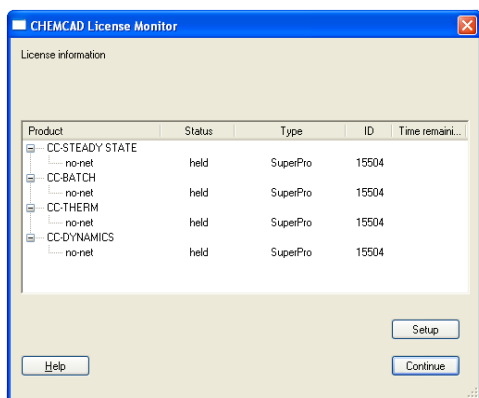 CHEMCAD License Monitor
License information
Product Status Type ID Time remaini...
CC-STEADY STATE
no-net held SuperPro 15504
CC-BATCH
no-net held SuperPro 15504
CC-THERM
no-net held SuperPro 15504
CC-DYNAMICS
no-net held SuperPro 15504
Setup
Help Continue